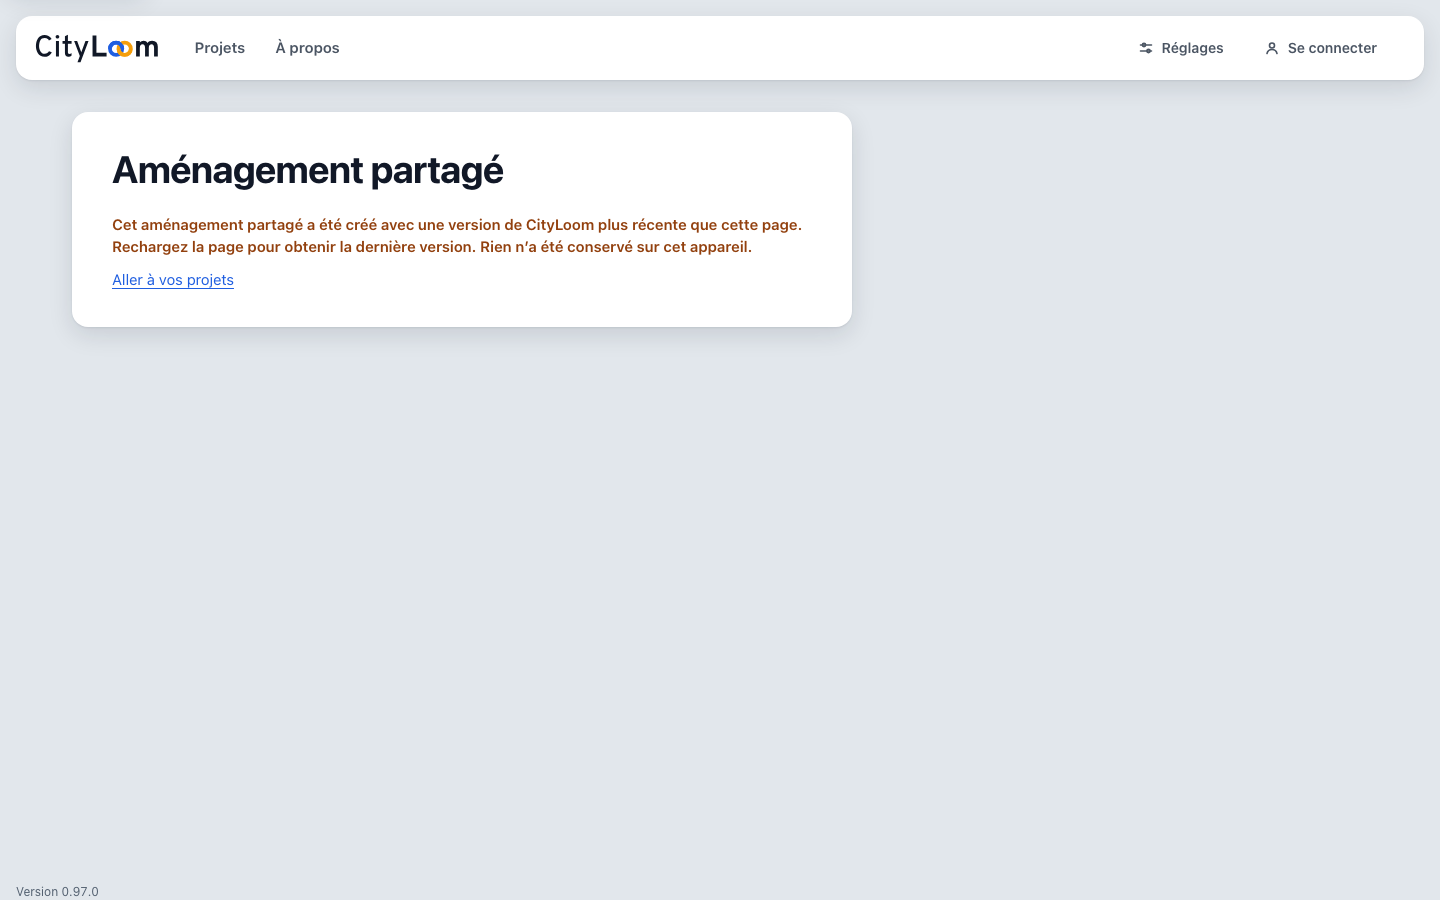 CityLoom
Projets
À propos
Réglages
Se connecter
Aménagement partagé
Cet aménagement partagé a été créé avec une version de CityLoom plus récente que cette page.
Rechargez la page pour obtenir la dernière version. Rien n’a été conservé sur cet appareil.
Aller à vos projets
Version 0.97.0